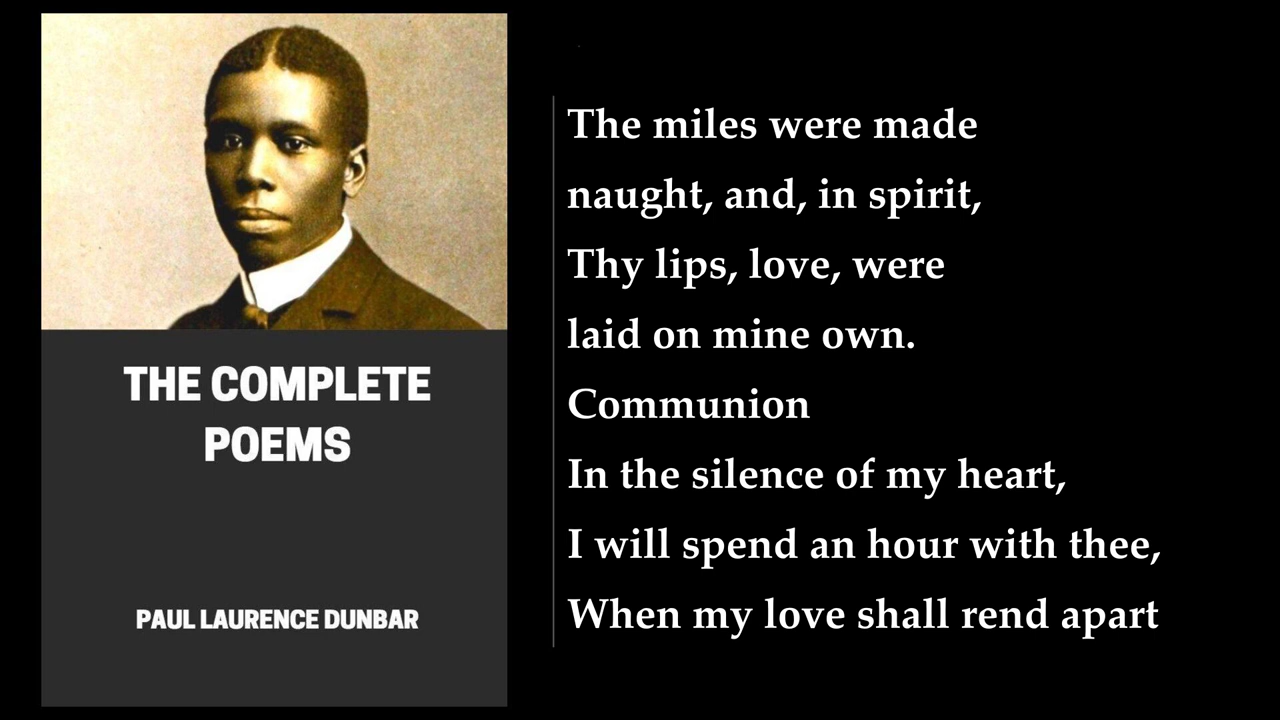 THE COMPLETE
POEMS
PAUL LAURENCE DUNBAR
The miles were made
naught, and, in spirit,
Thy lips, love, were
laid on mine own.
Communion
In the silence of my heart,
I will spend an hour with thee,
When my love shall rend apart